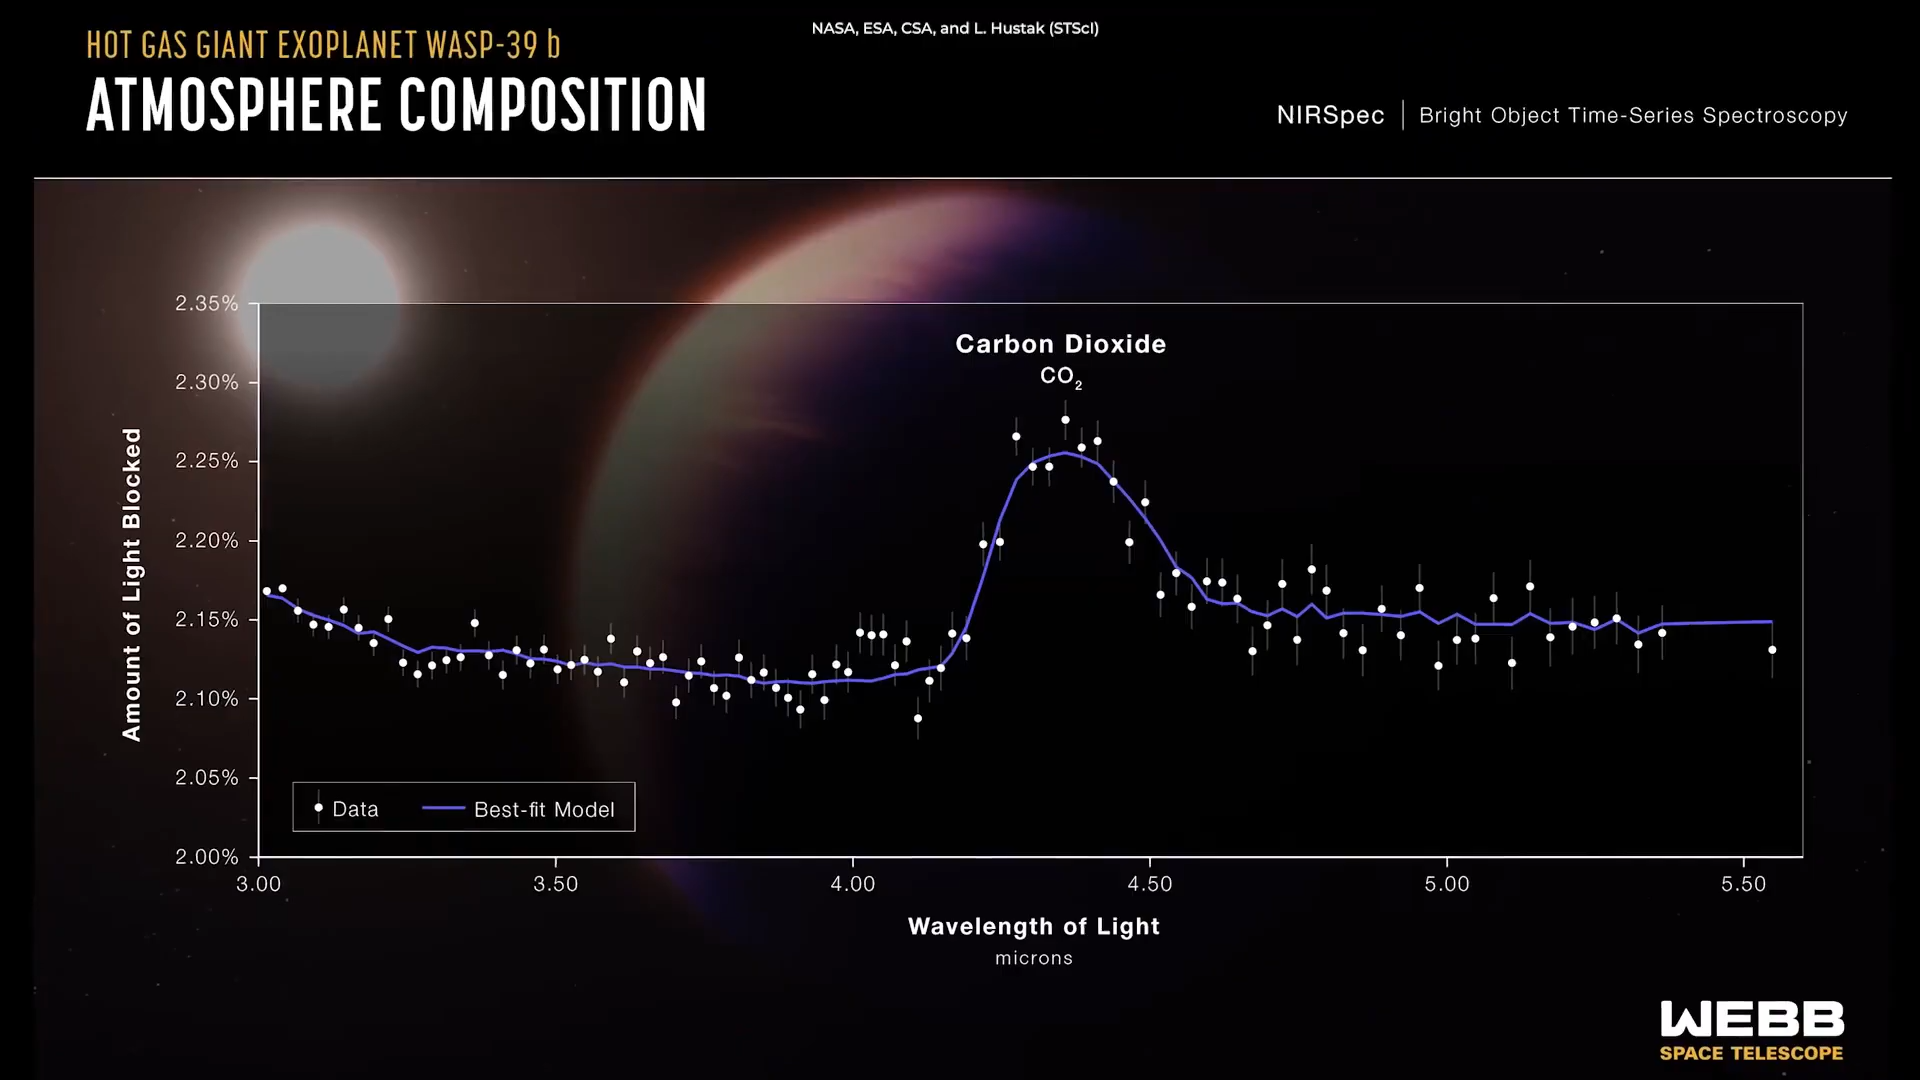 NASA, ESA, CSA, and L. Hustak (STScI)
HOT GAS GIANT EXOPLANET WASP-39 b
ATMOSPHERE COMPOSITION
NIRSpec | Bright Object Time-Series Spectroscopy
Carbon Dioxide
CO₂
Amount of Light Blocked
2.35%
2.30%
2.25%
2.20%
2.15%
2.10%
2.05%
2.00%
Data
Best-fit Model
3.00 3.50 4.00 4.50 5.00 5.50
Wavelength of Light
microns
WEBB
SPACE TELESCOPE